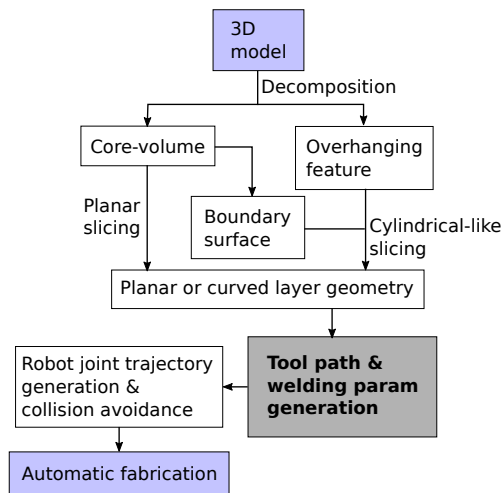 3D
model
Decomposition
Core-volume
Overhanging
feature
Planar
slicing
Boundary
surface
Cylindrical-like
slicing
Planar or curved layer geometry
Tool path &
welding param
generation
Robot joint trajectory
generation &
collision avoidance
Automatic fabrication